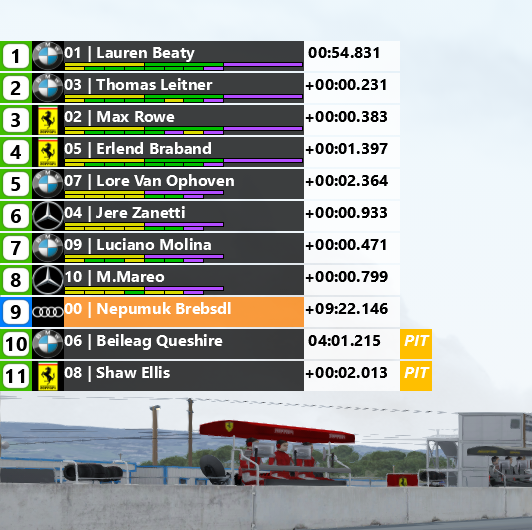 1 01 | Lauren Beaty 00:54.831
2 03 | Thomas Leitner +00:00.231
3 02 | Max Rowe +00:00.383
4 05 | Erlend Braband +00:01.397
5 07 | Lore Van Ophoven +00:02.364
6 04 | Jere Zanetti +00:00.933
7 09 | Luciano Molina +00:00.471
8 10 | M.Mareo +00:00.799
9 00 | Nepumuk Brebsdl +09:22.146
10 06 | Beileag Queshire 04:01.215 PIT
11 08 | Shaw Ellis +00:02.013 PIT